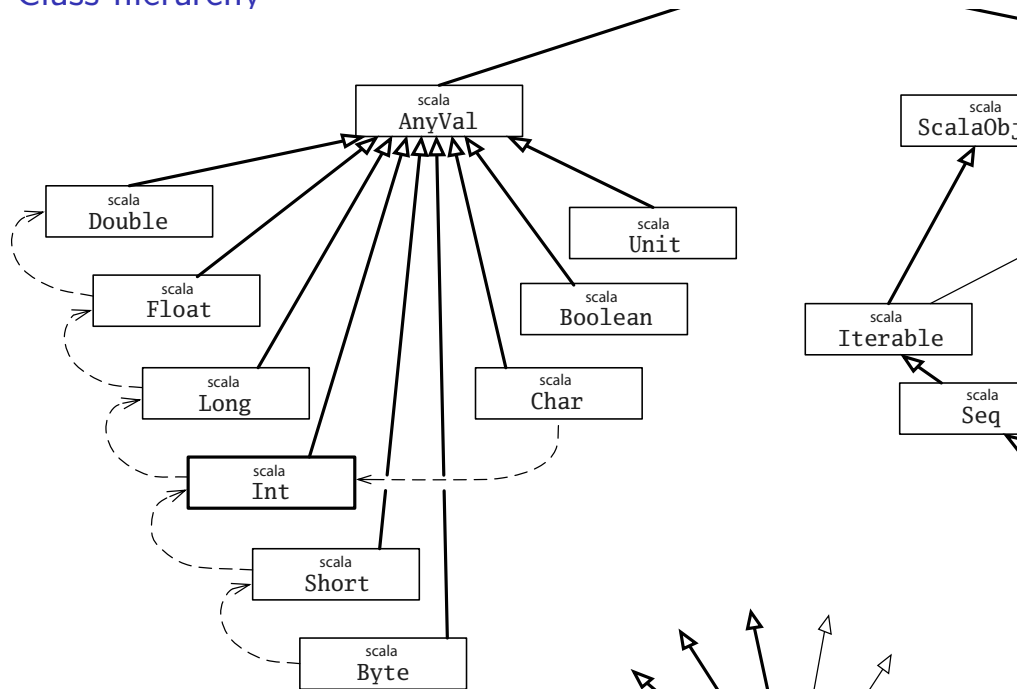 Class hierarchy
scala
AnyVal
scala
ScalaObj
scala
Double
scala
Unit
scala
Float
scala
Boolean
scala
Iterable
scala
Long
scala
Char
scala
Seq
scala
Int
scala
Short
scala
Byte